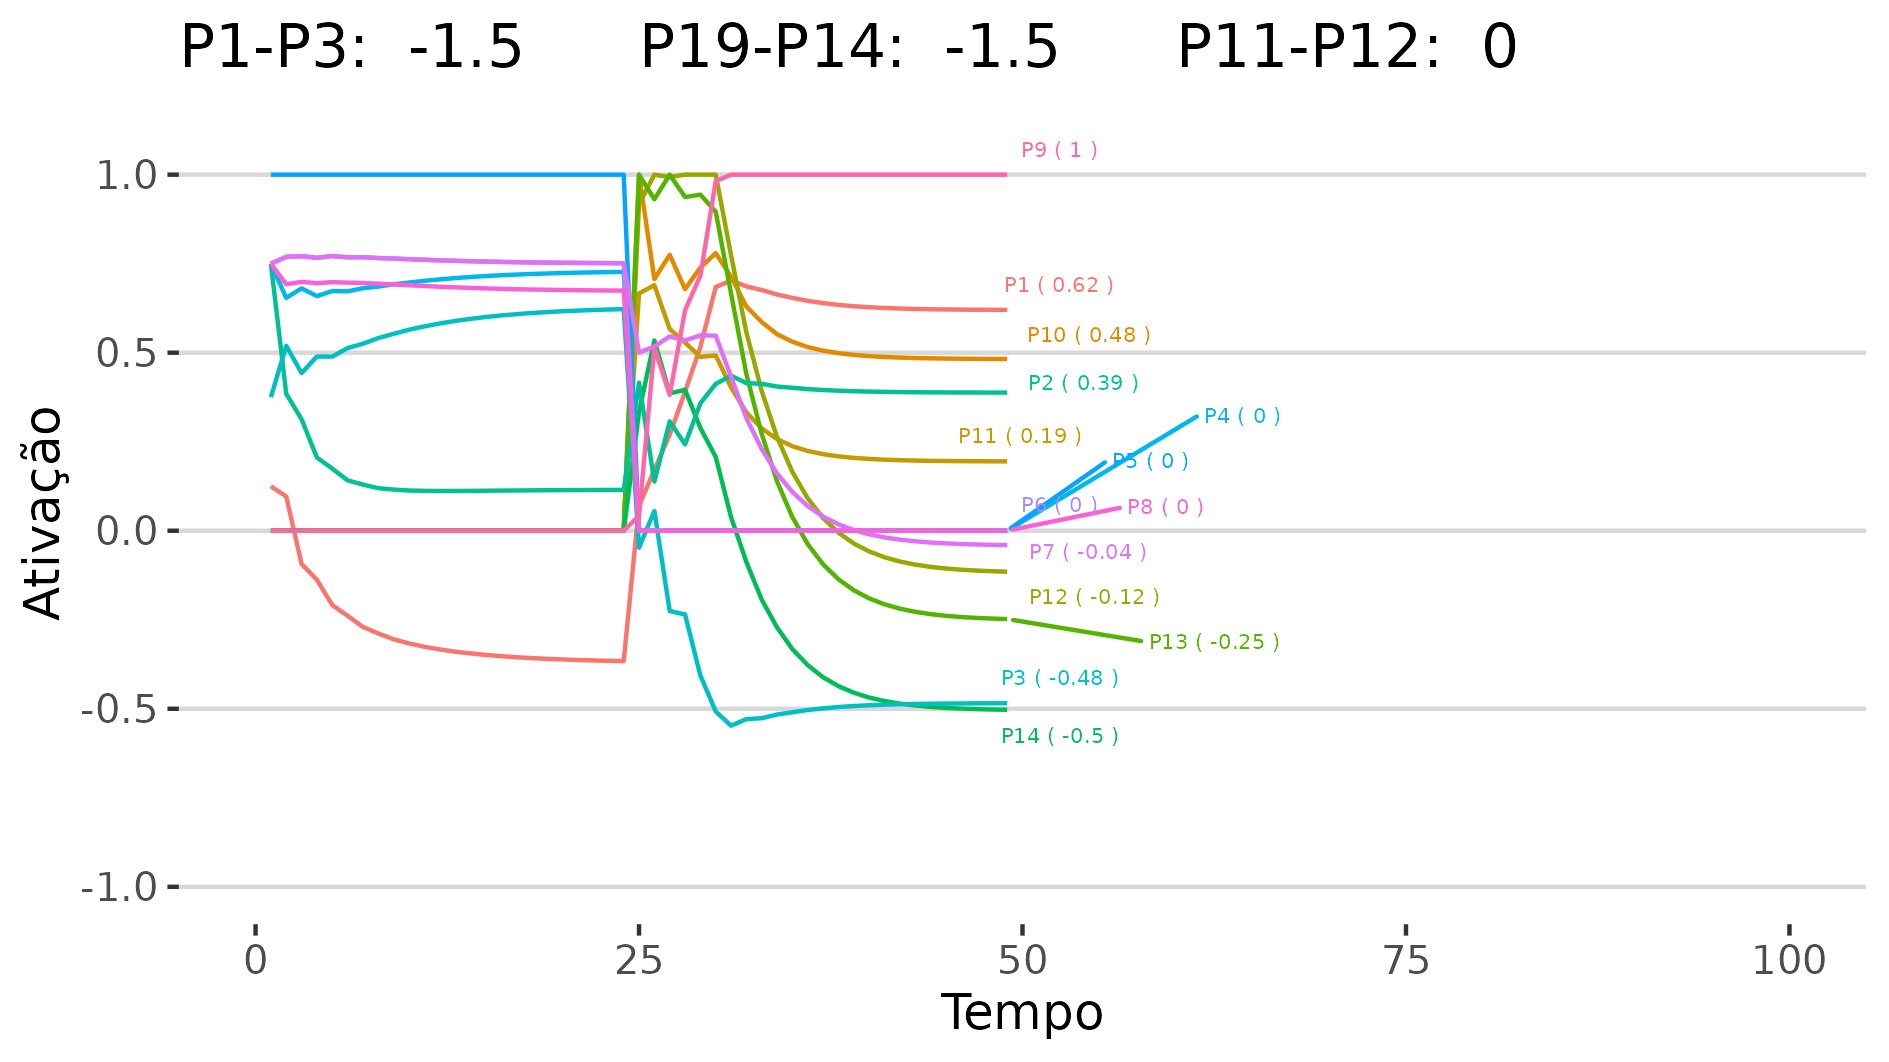 P1-P3:  -1.5      P19-P14:  -1.5      P11-P12:  0
P9 ( 1 )
1.0
P1 ( 0.62 )
P10 ( 0.48 )
0.5
P2 ( 0.39 )
P4 ( 0 )
P11 ( 0.19 )
P5 ( 0 )
P6 ( 0 )
P8 ( 0 )
0.0
P7 ( -0.04 )
P12 ( -0.12 )
P13 ( -0.25 )
P3 ( -0.48 )
-0.5
P14 ( -0.5 )
-1.0
Ativação
0 25 50 75 100
Tempo